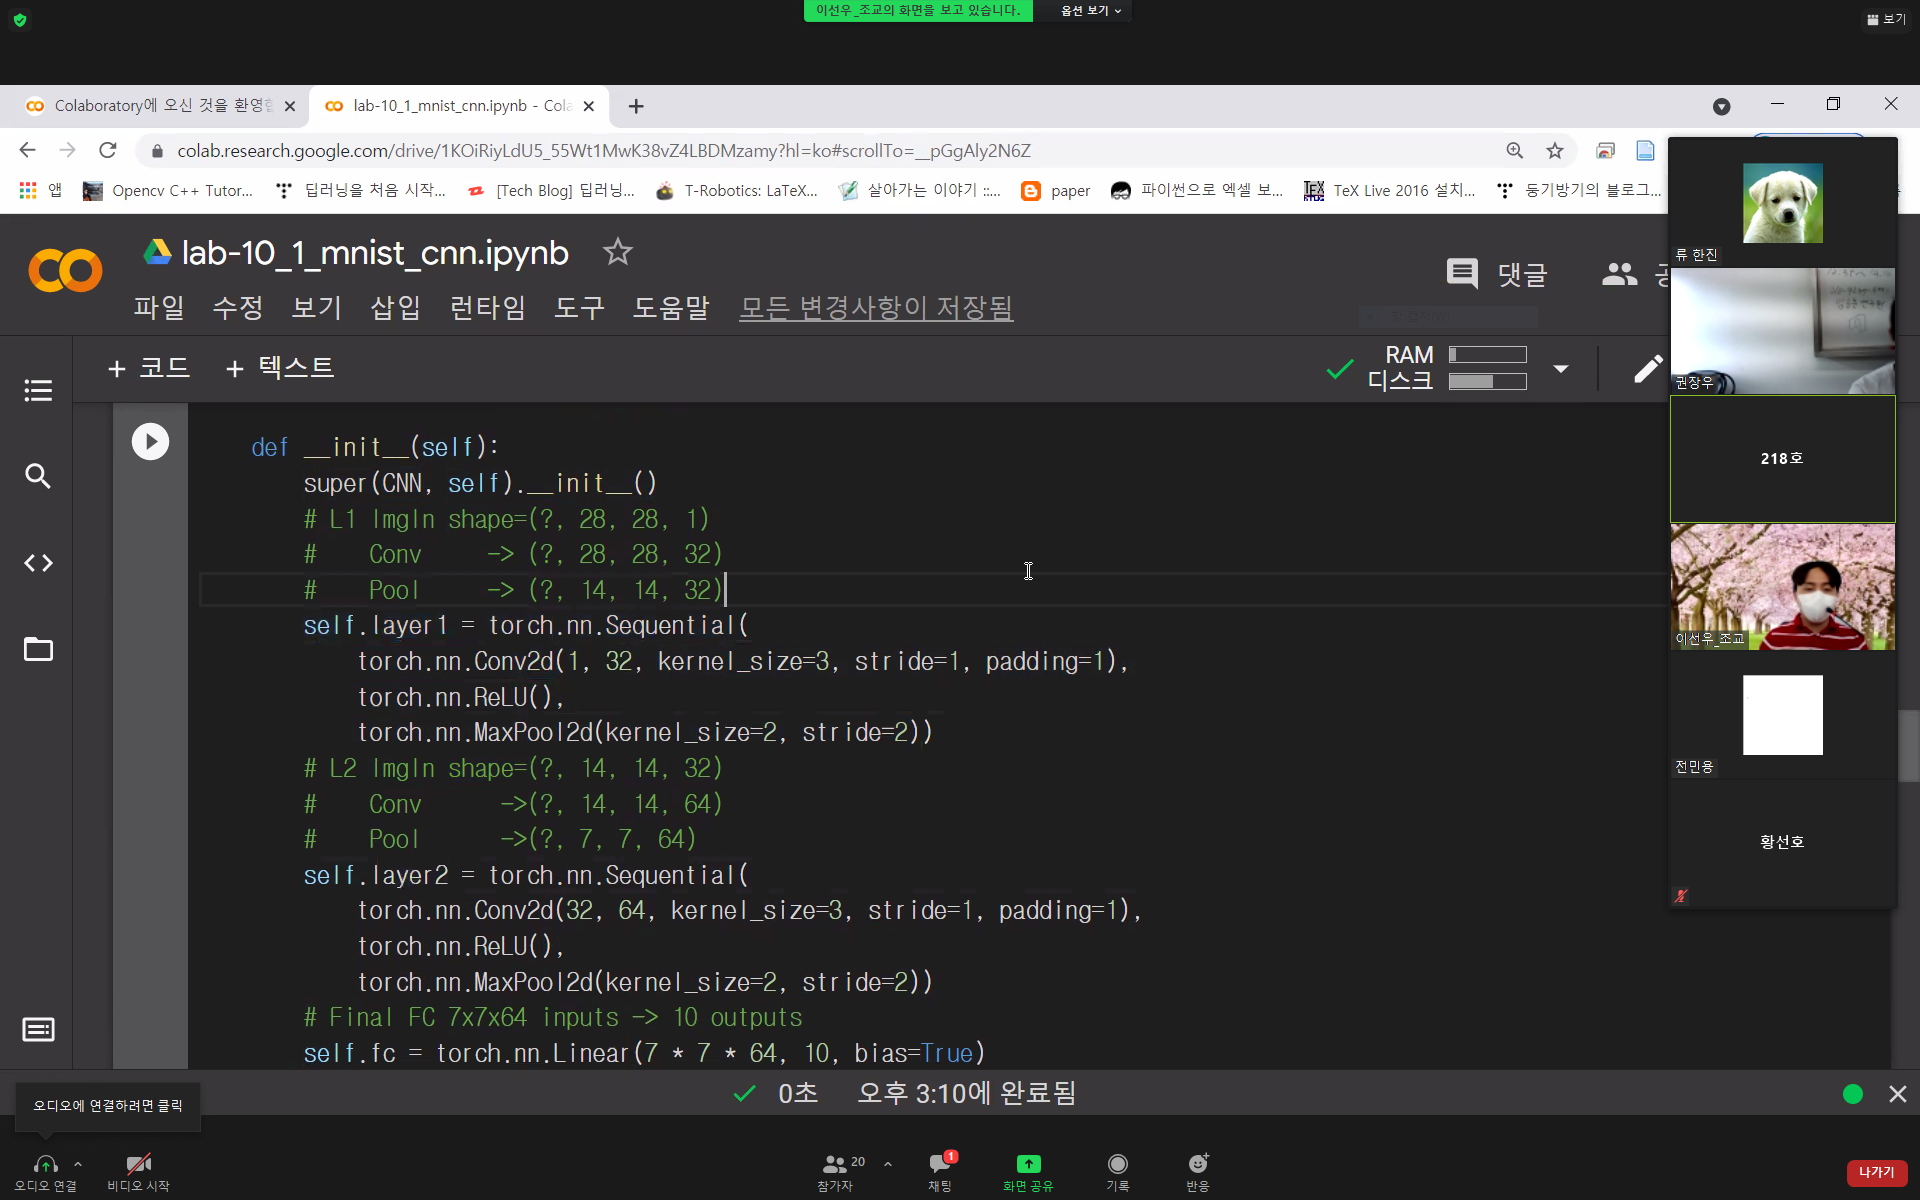 이선우_조교의 화면을 보고 있습니다.
옵션 보기
보기
Colaboratory에 오신 것을 환영합
lab-10_1_mnist_cnn.ipynb - Cola
colab.research.google.com/drive/1KOiRiyLdU5_55Wt1MwK38vZ4LBDMzamy?hl=ko#scrollTo=__pGgAly2N6Z
앱
Opencv C++ Tutor...
딥러닝을 처음 시작...
[Tech Blog] 딥러닝...
T-Robotics: LaTeX...
살아가는 이야기 ::...
paper
파이썬으로 엑셀 보...
TeX Live 2016 설치...
둥기방기의 블로그...
lab-10_1_mnist_cnn.ipynb
댓글
파일 수정 보기 삽입 런타임 도구 도움말 모든 변경사항이 저장됨
+ 코드 + 텍스트
RAM
디스크
def __init__(self):
super(CNN, self).__init__()
# L1 ImgIn shape=(?, 28, 28, 1)
# Conv -> (?, 28, 28, 32)
# Pool -> (?, 14, 14, 32)
self.layer1 = torch.nn.Sequential(
torch.nn.Conv2d(1, 32, kernel_size=3, stride=1, padding=1),
torch.nn.ReLU(),
torch.nn.MaxPool2d(kernel_size=2, stride=2))
# L2 ImgIn shape=(?, 14, 14, 32)
# Conv ->(?, 14, 14, 64)
# Pool ->(?, 7, 7, 64)
self.layer2 = torch.nn.Sequential(
torch.nn.Conv2d(32, 64, kernel_size=3, stride=1, padding=1),
torch.nn.ReLU(),
torch.nn.MaxPool2d(kernel_size=2, stride=2))
# Final FC 7x7x64 inputs -> 10 outputs
self.fc = torch.nn.Linear(7 * 7 * 64, 10, bias=True)
류 한진
권장우
218호
이선우_조교
전민용
황선호
0초 오후 3:10에 완료됨
오디오에 연결하려면 클릭
오디오 연결
비디오 시작
20
참가자
1
채팅
화면 공유
기록
반응
나가기